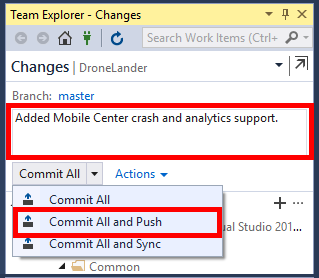 Team Explorer - Changes
Search Work Items (Ctrl+
Changes | DroneLander
Branch: master
Added Mobile Center crash and analytics support.
Commit All Actions
Commit All
Commit All and Push
ual Studio 201...
Commit All and Sync
Common